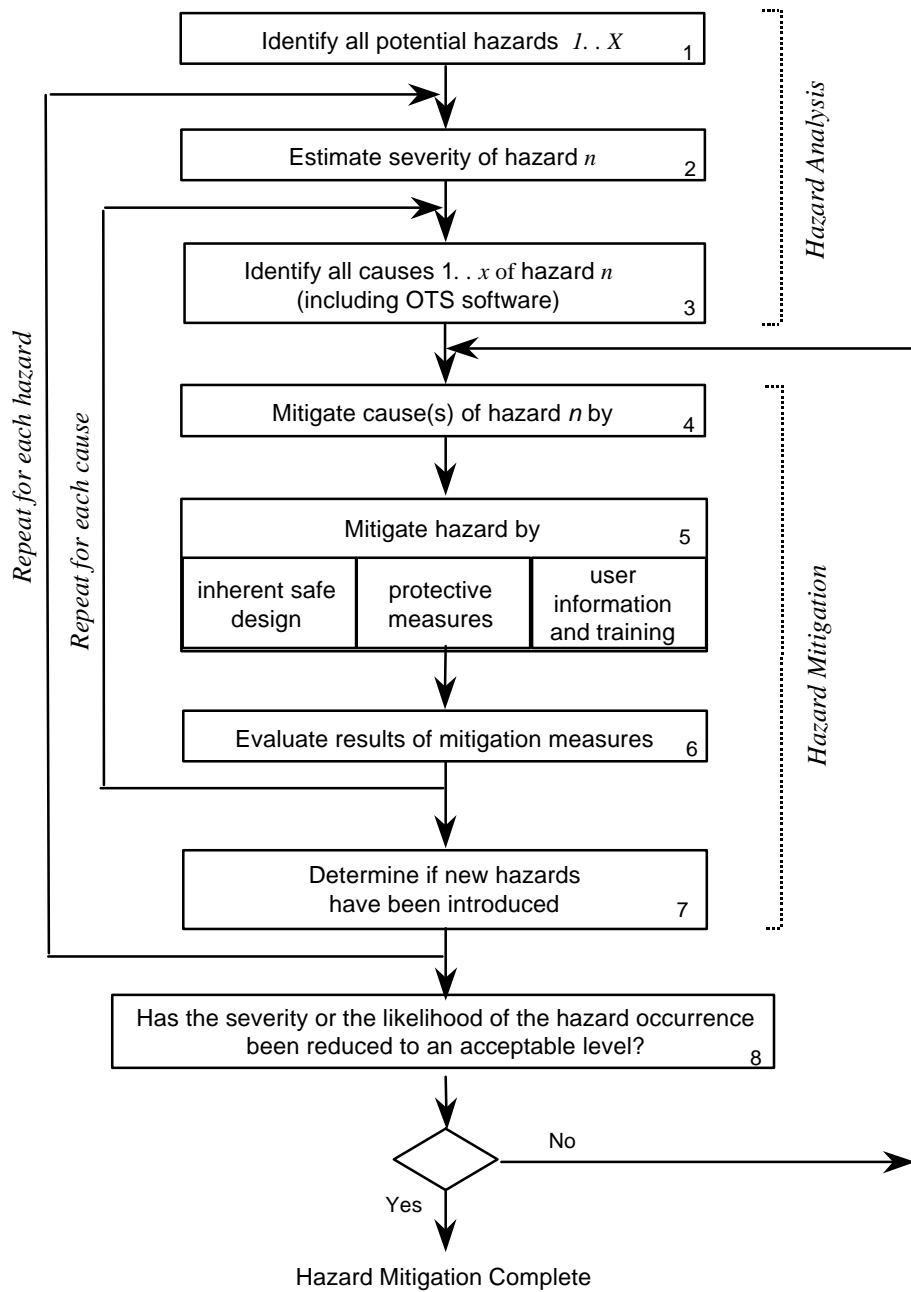 Identify all potential hazards 1. . X
1
Estimate severity of hazard n
2
Identify all causes 1. . x of hazard n
(including OTS software)
3
Hazard Analysis
Mitigate cause(s) of hazard n by
4
Mitigate hazard by
5
inherent safe
design
protective
measures
user
information
and training
Evaluate results of mitigation measures
6
Determine if new hazards
have been introduced
7
Hazard Mitigation
Repeat for each hazard
Repeat for each cause
Has the severity or the likelihood of the hazard occurrence
been reduced to an acceptable level?
8
No
Yes
Hazard Mitigation Complete